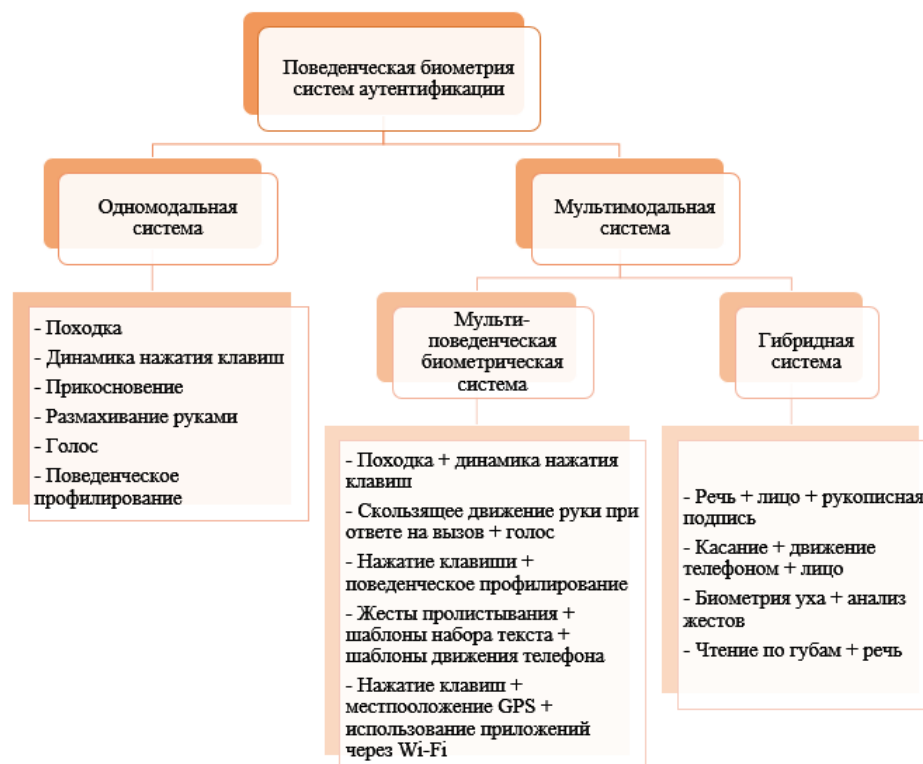 Поведенческая биометрия
систем аутентификации
Одномодальная
система
Мультимодальная
система
- Походка
- Динамика нажатия клавиш
- Прикосновение
- Размахивание руками
- Голос
- Поведенческое
профилирование
Мульти-
поведенческая
биометрическая
система
Гибридная
система
- Походка + динамика нажатия
клавиш
- Скользящее движение руки при
ответе на вызов + голос
- Нажатие клавиши +
поведенческое профилирование
- Жесты пролистывания +
шаблоны набора текста +
шаблоны движения телефона
- Нажатие клавиш +
местпооложение GPS +
использование приложений
через Wi-Fi
- Речь + лицо + рукописная
подпись
- Касание + движение
телефоном + лицо
- Биометрия уха + анализ
жестов
- Чтение по губам + речь